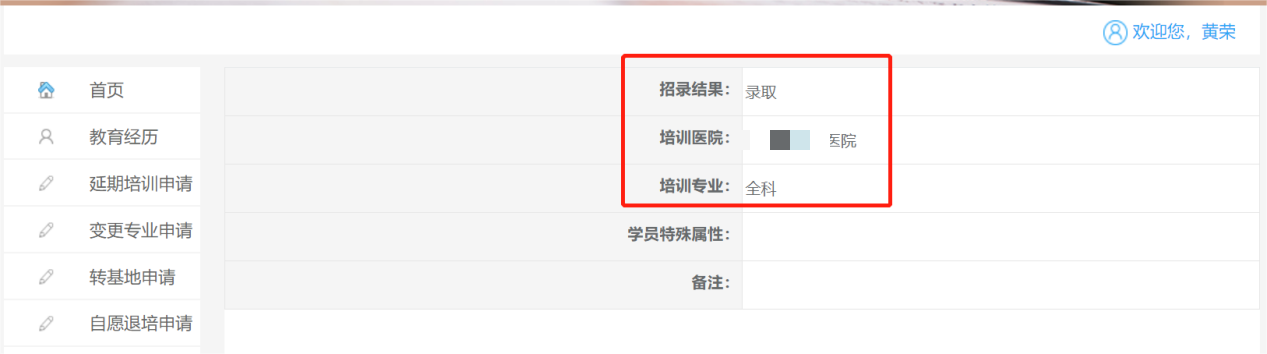 欢迎您，黄荣
首页
教育经历
延期培训申请
变更专业申请
转基地申请
自愿退培申请
招录结果： 录取
培训医院： 医院
培训专业： 全科
学员特殊属性：
备注：